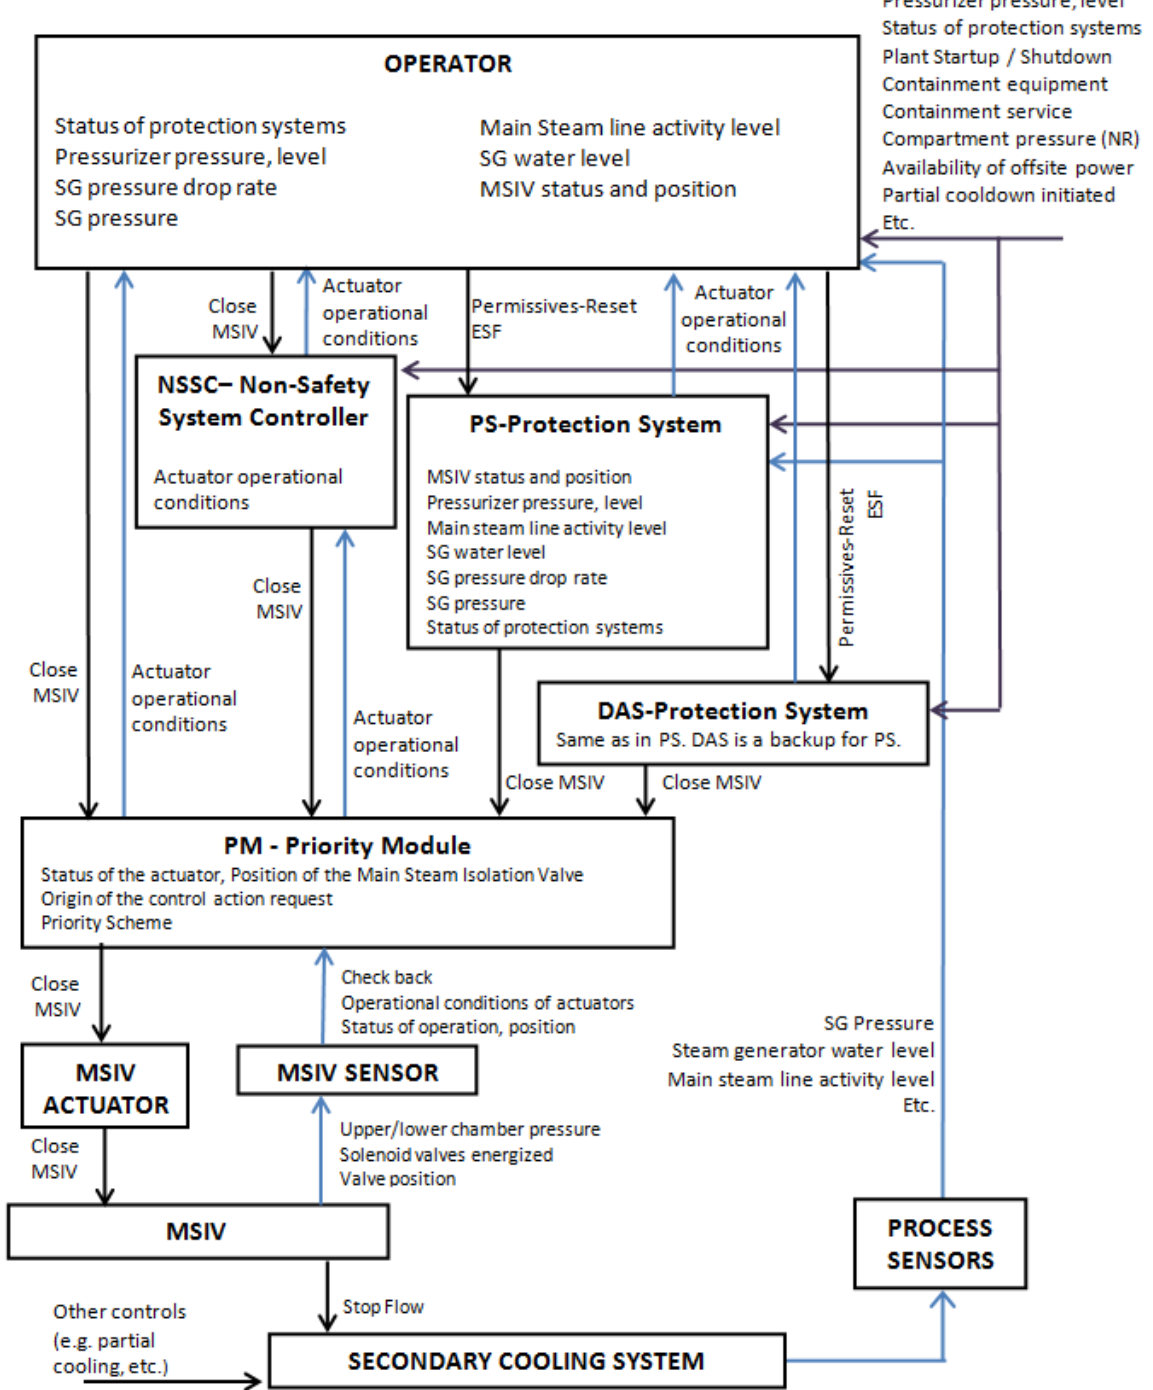 Pressurizer pressure, level
Status of protection systems
Plant Startup / Shutdown
Containment equipment
Containment service
Compartment pressure (NR)
Availability of offsite power
Partial cooldown initiated
Etc.
OPERATOR
Status of protection systems
Pressurizer pressure, level
SG pressure drop rate
SG pressure
Main Steam line activity level
SG water level
MSIV status and position
Close
MSIV
Actuator
operational
conditions
Permissives-Reset
ESF
Actuator
operational
conditions
NSSC– Non-Safety
System Controller
Actuator operational
conditions
PS-Protection System
MSIV status and position
Pressurizer pressure, level
Main steam line activity level
SG water level
SG pressure drop rate
SG pressure
Status of protection systems
Permissives-Reset
ESF
Close
MSIV
Close
MSIV
Actuator
operational
conditions
Actuator
operational
conditions
DAS-Protection System
Same as in PS. DAS is a backup for PS.
Close MSIV
Close MSIV
PM - Priority Module
Status of the actuator, Position of the Main Steam Isolation Valve
Origin of the control action request
Priority Scheme
Close
MSIV
Check back
Operational conditions of actuators
Status of operation, position
MSIV
ACTUATOR
MSIV SENSOR
SG Pressure
Steam generator water level
Main steam line activity level
Etc.
Close
MSIV
Upper/lower chamber pressure
Solenoid valves energized
Valve position
MSIV
PROCESS
SENSORS
Stop Flow
Other controls
(e.g. partial
cooling, etc.)
SECONDARY COOLING SYSTEM